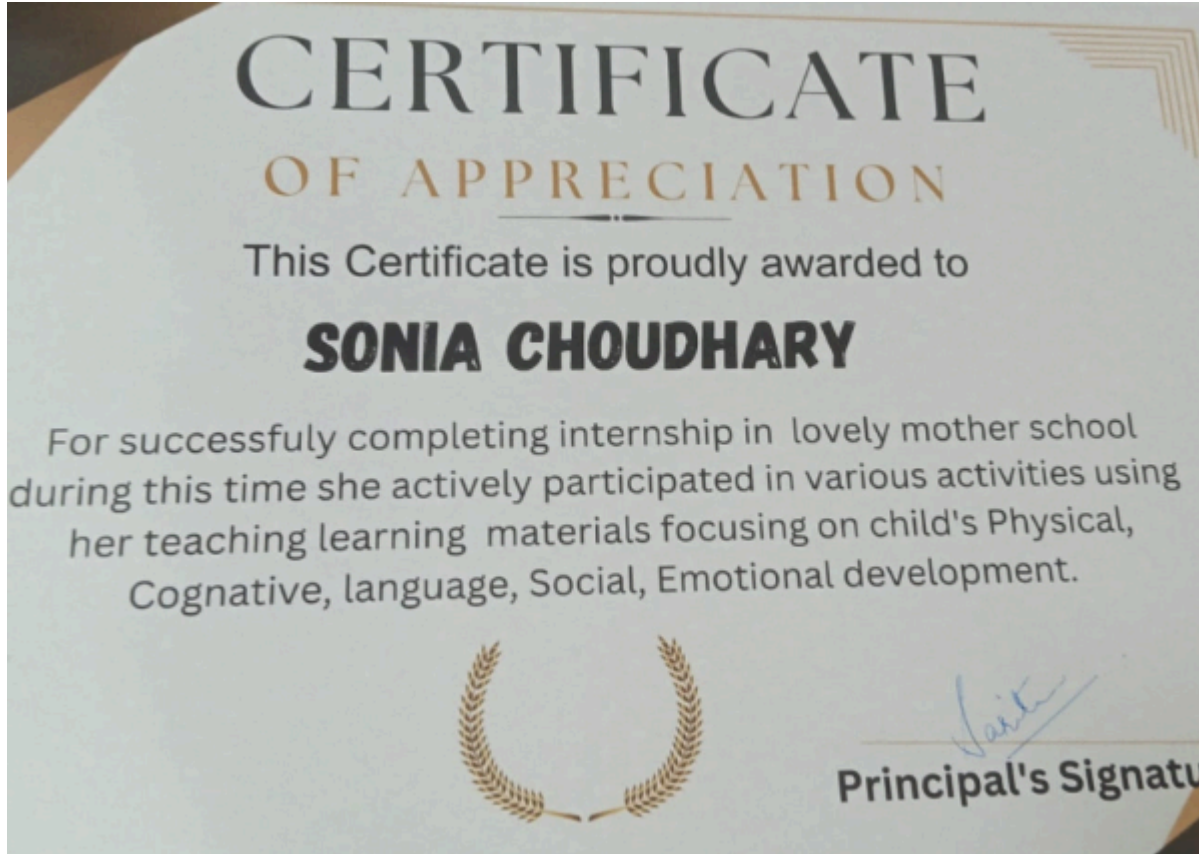 CERTIFICATE
OF APPRECIATION
This Certificate is proudly awarded to
SONIA CHOUDHARY
For successfuly completing internship in lovely mother school
during this time she actively participated in various activities using
her teaching learning materials focusing on child's Physical,
Cognative, language, Social, Emotional development.
Principal's Signatu